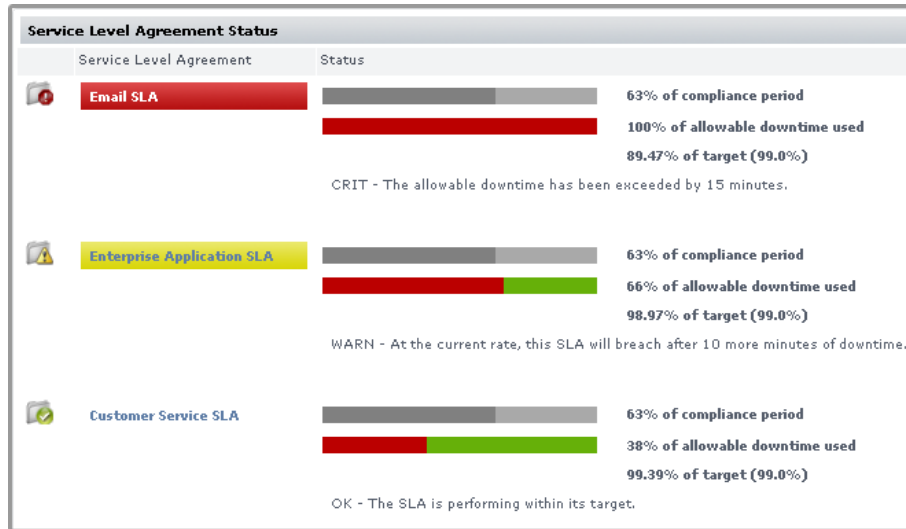 Service Level Agreement Status
Service Level Agreement Status
Email SLA 63% of compliance period
100% of allowable downtime used
89.47% of target (99.0%)
CRIT - The allowable downtime has been exceeded by 15 minutes.
Enterprise Application SLA 63% of compliance period
66% of allowable downtime used
98.97% of target (99.0%)
WARN - At the current rate, this SLA will breach after 10 more minutes of downtime.
Customer Service SLA 63% of compliance period
38% of allowable downtime used
99.39% of target (99.0%)
OK - The SLA is performing within its target.